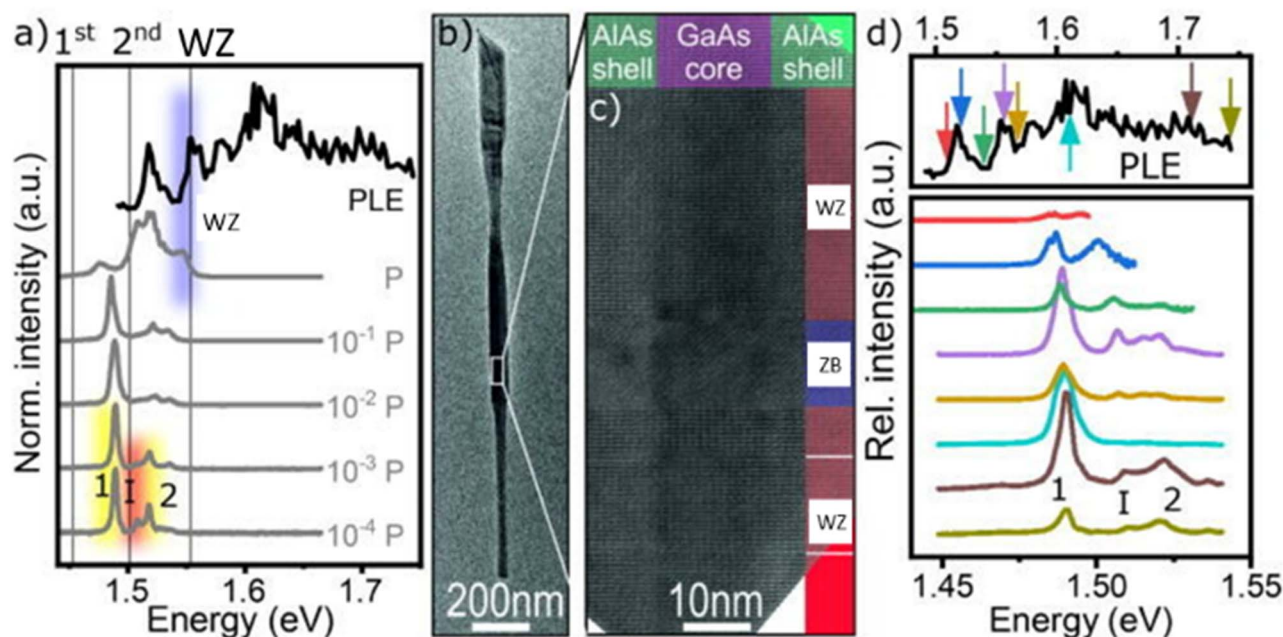 a) 1st 2nd WZ
Norm. intensity (a.u.)
PLE
WZ
P
10-1 P
10-2 P
10-3 P
10-4 P
1 I 2
1.5 1.6 1.7
Energy (eV)
b)
200nm
AlAs shell
GaAs core
AlAs shell
c)
WZ
ZB
WZ
10nm
d) 1.5 1.6 1.7
PLE
Rel. intensity (a.u.)
1 I 2
1.45 1.50 1.55
Energy (eV)